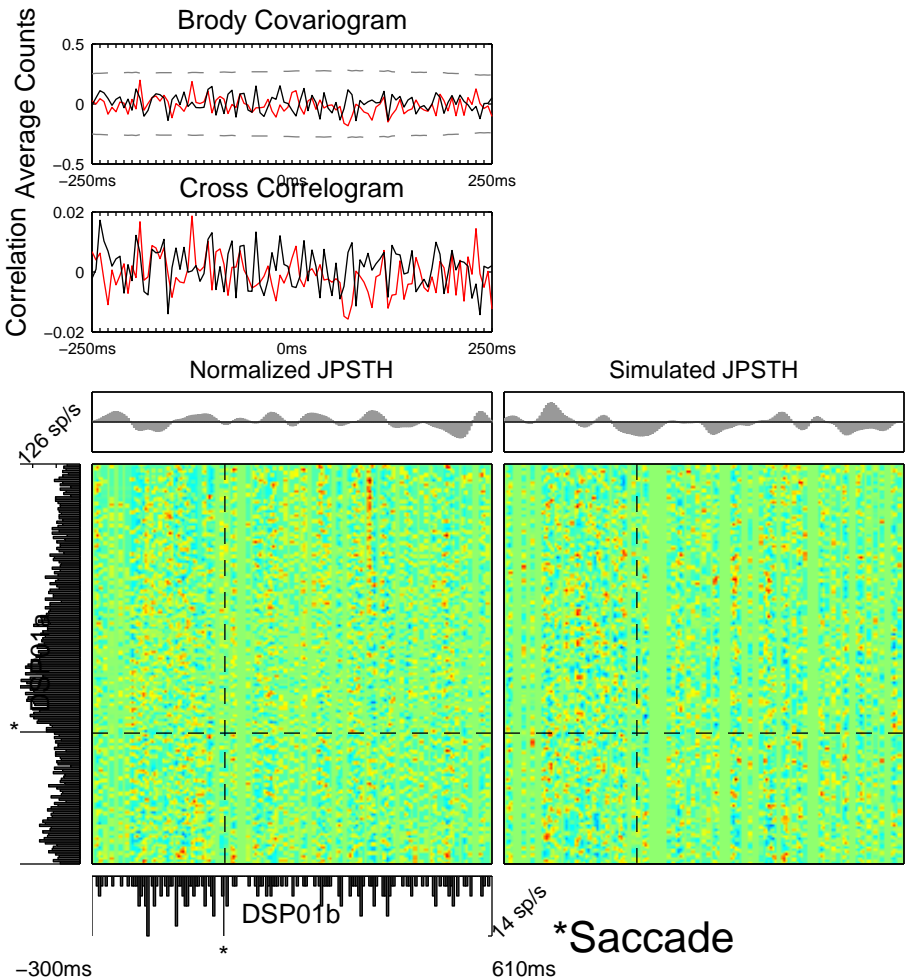 Brody Covariogram
Average Counts
0.5
0
−0.5
−250ms
0ms
250ms
Cross Correlogram
Correlation
0.02
0
−0.02
−250ms
0ms
250ms
Normalized JPSTH
Simulated JPSTH
126 sp/s
*
DSP01b
14 sp/s
*
*Saccade
−300ms
610ms